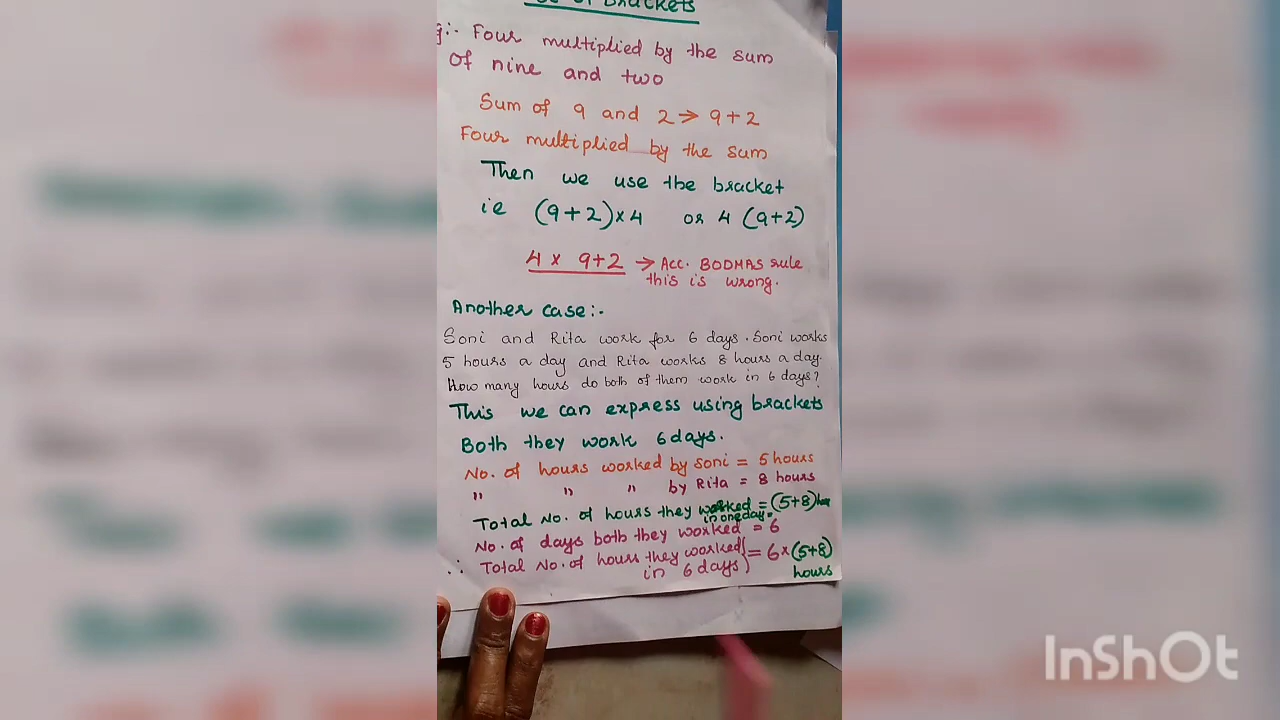 of Brackets
g:- Four multiplied by the sum
of nine and two
Sum of 9 and 2 → 9+2
Four multiplied by the sum
Then we use the bracket
ie (9+2)×4 or 4 (9+2)
4 × 9+2 → Acc. BODMAS rule
this is wrong.
Another case:-
Soni and Rita work for 6 days. Soni works
5 hours a day and Rita works 8 hours a day.
How many hours do both of them work in 6 days?
This we can express using brackets
Both they work 6 days.
No. of hours worked by Soni = 5 hours
" " " by Rita = 8 hours
Total No. of hours they worked = (5+8)
in one day.
No. of days both they worked = 6
∴ Total No. of hours they worked } = 6×(5+8)
in 6 days hours
InShOt